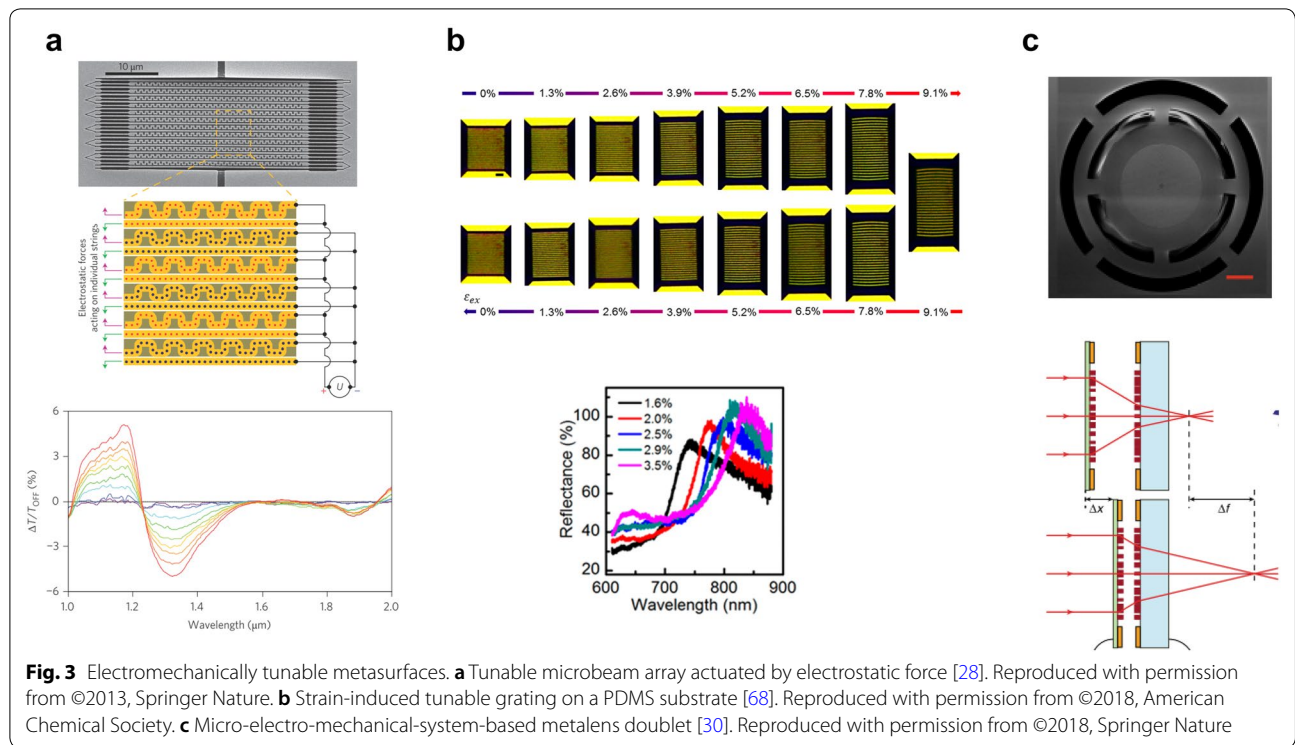 a
10 μm
Electrostatic forces
acting on individual strings
+ U −
6
3
0
−3
−6
ΔT/T_OFF (%)
1.0 1.2 1.4 1.6 1.8 2.0
Wavelength (μm)
b
0% 1.3% 2.6% 3.9% 5.2% 6.5% 7.8% 9.1%
ε_ex
0% 1.3% 2.6% 3.9% 5.2% 6.5% 7.8% 9.1%
1.6%
2.0%
2.5%
2.9%
3.5%
100
80
60
40
20
Reflectance (%)
600 700 800 900
Wavelength (nm)
c
Δx
Δf
Fig. 3 Electromechanically tunable metasurfaces. a Tunable microbeam array actuated by electrostatic force [28]. Reproduced with permission
from ©2013, Springer Nature. b Strain-induced tunable grating on a PDMS substrate [68]. Reproduced with permission from ©2018, American
Chemical Society. c Micro-electro-mechanical-system-based metalens doublet [30]. Reproduced with permission from ©2018, Springer Nature